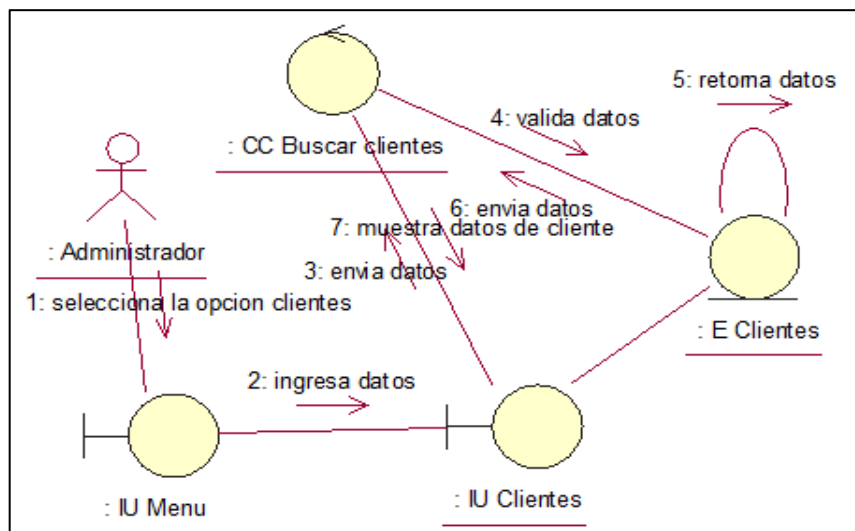 5: retorna datos
4: valida datos
: CC Buscar clientes
6: envia datos
7: muestra datos de cliente
: Administrador
3: envia datos
1: selecciona la opcion clientes
: E Clientes
2: ingresa datos
: IU Menu
: IU Clientes